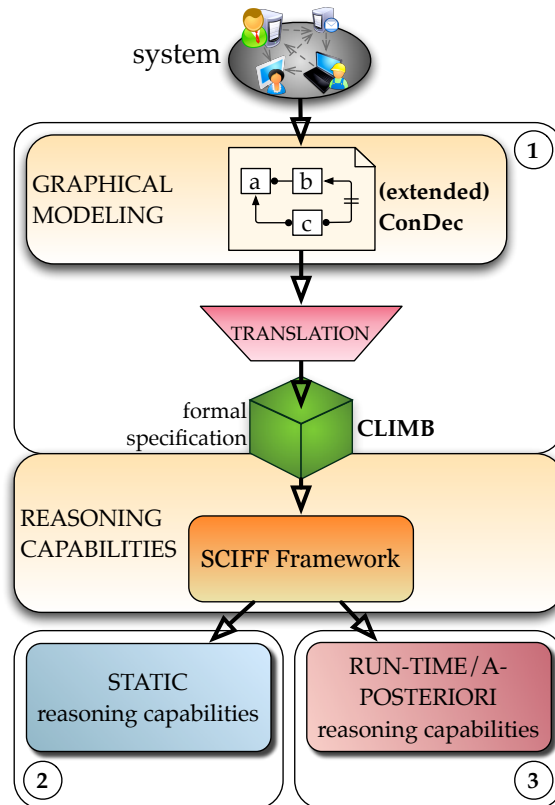 system
1
GRAPHICAL
MODELING
a
b
c
(extended)
ConDec
TRANSLATION
formal
specification
CLIMB
REASONING
CAPABILITIES
SCIFF Framework
STATIC
reasoning capabilities
RUN-TIME/A-
POSTERIORI
reasoning capabilities
2
3